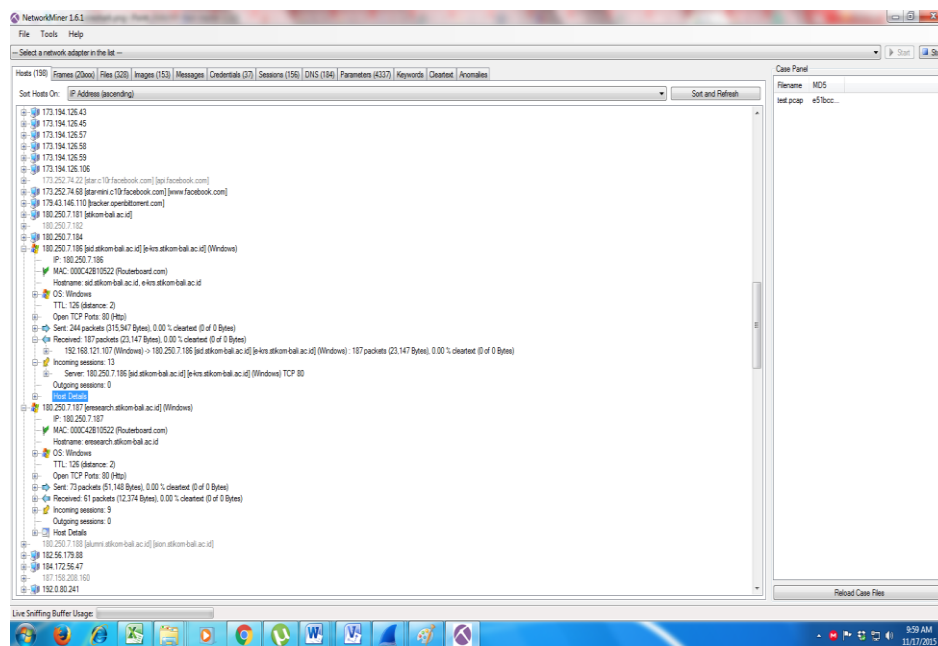 NetworkMiner 1.6.1
File Tools Help
--- Select a network adapter in the list ---
Start
Hosts (198) Frames (20xxx) Files (328) Images (153) Messages Credentials (37) Sessions (156) DNS (184) Parameters (4337) Keywords Cleartext Anomalies
Sort Hosts On: IP Address (ascending) Sort and Refresh
173.194.126.43
173.194.126.45
173.194.126.57
173.194.126.58
173.194.126.59
173.194.126.106
173.252.74.22 [star.c10r.facebook.com] [api.facebook.com]
173.252.74.68 [star-mini.c10r.facebook.com] [www.facebook.com]
179.43.146.110 [tracker.openbittorrent.com]
180.250.7.181 [stikom-bali.ac.id]
180.250.7.182
180.250.7.184
180.250.7.186 [sid.stikom-bali.ac.id] [e-krs.stikom-bali.ac.id] (Windows)
IP: 180.250.7.186
MAC: 000C42B10522 (Routerboard.com)
Hostname: sid.stikom-bali.ac.id, e-krs.stikom-bali.ac.id
OS: Windows
TTL: 126 (distance: 2)
Open TCP Ports: 80 (Http)
Sent: 244 packets (315,947 Bytes), 0.00 % cleartext (0 of 0 Bytes)
Received: 187 packets (23,147 Bytes), 0.00 % cleartext (0 of 0 Bytes)
192.168.121.107 (Windows) -> 180.250.7.186 [sid.stikom-bali.ac.id] [e-krs.stikom-bali.ac.id] (Windows) : 187 packets (23,147 Bytes), 0.00 % cleartext (0 of 0 Bytes)
Incoming sessions: 13
Server: 180.250.7.186 [sid.stikom-bali.ac.id] [e-krs.stikom-bali.ac.id] (Windows) TCP 80
Outgoing sessions: 0
Host Details
180.250.7.187 [eresearch.stikom-bali.ac.id] (Windows)
IP: 180.250.7.187
MAC: 000C42B10522 (Routerboard.com)
Hostname: eresearch.stikom-bali.ac.id
OS: Windows
TTL: 126 (distance: 2)
Open TCP Ports: 80 (Http)
Sent: 73 packets (51,148 Bytes), 0.00 % cleartext (0 of 0 Bytes)
Received: 61 packets (12,374 Bytes), 0.00 % cleartext (0 of 0 Bytes)
Incoming sessions: 9
Outgoing sessions: 0
Host Details
180.250.7.188 [alumni.stikom-bali.ac.id] [sion.stikom-bali.ac.id]
182.56.179.88
184.172.56.47
187.158.208.160
192.0.80.241
Case Panel
Filename MD5
test.pcap e51bcc...
Reload Case Files
Live Sniffing Buffer Usage:
9:59 AM
11/17/2015